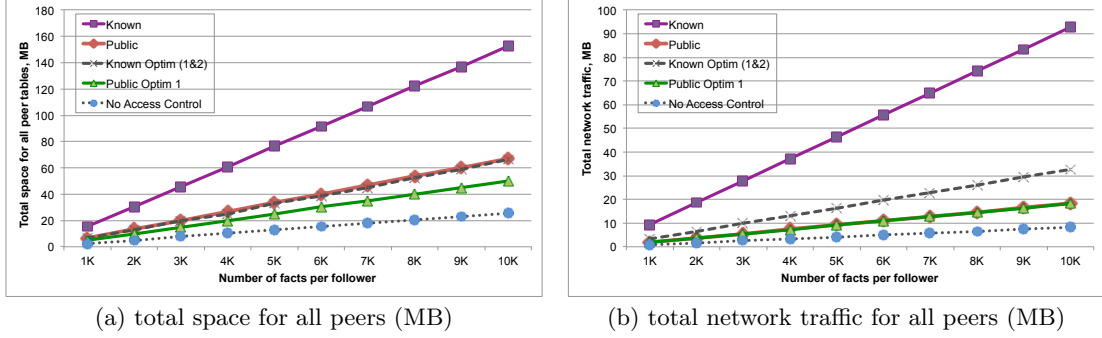 180
160
140
120
100
80
60
40
20
0
Total space for all peer tables, MB
Known
Public
Known Optim (1&2)
Public Optim 1
No Access Control
1K 2K 3K 4K 5K 6K 7K 8K 9K 10K
Number of facts per follower
(a) total space for all peers (MB)
100
90
80
70
60
50
40
30
20
10
0
Total network traffic, MB
Known
Public
Known Optim (1&2)
Public Optim 1
No Access Control
1K 2K 3K 4K 5K 6K 7K 8K 9K 10K
Number of facts per follower
(b) total network traffic for all peers (MB)